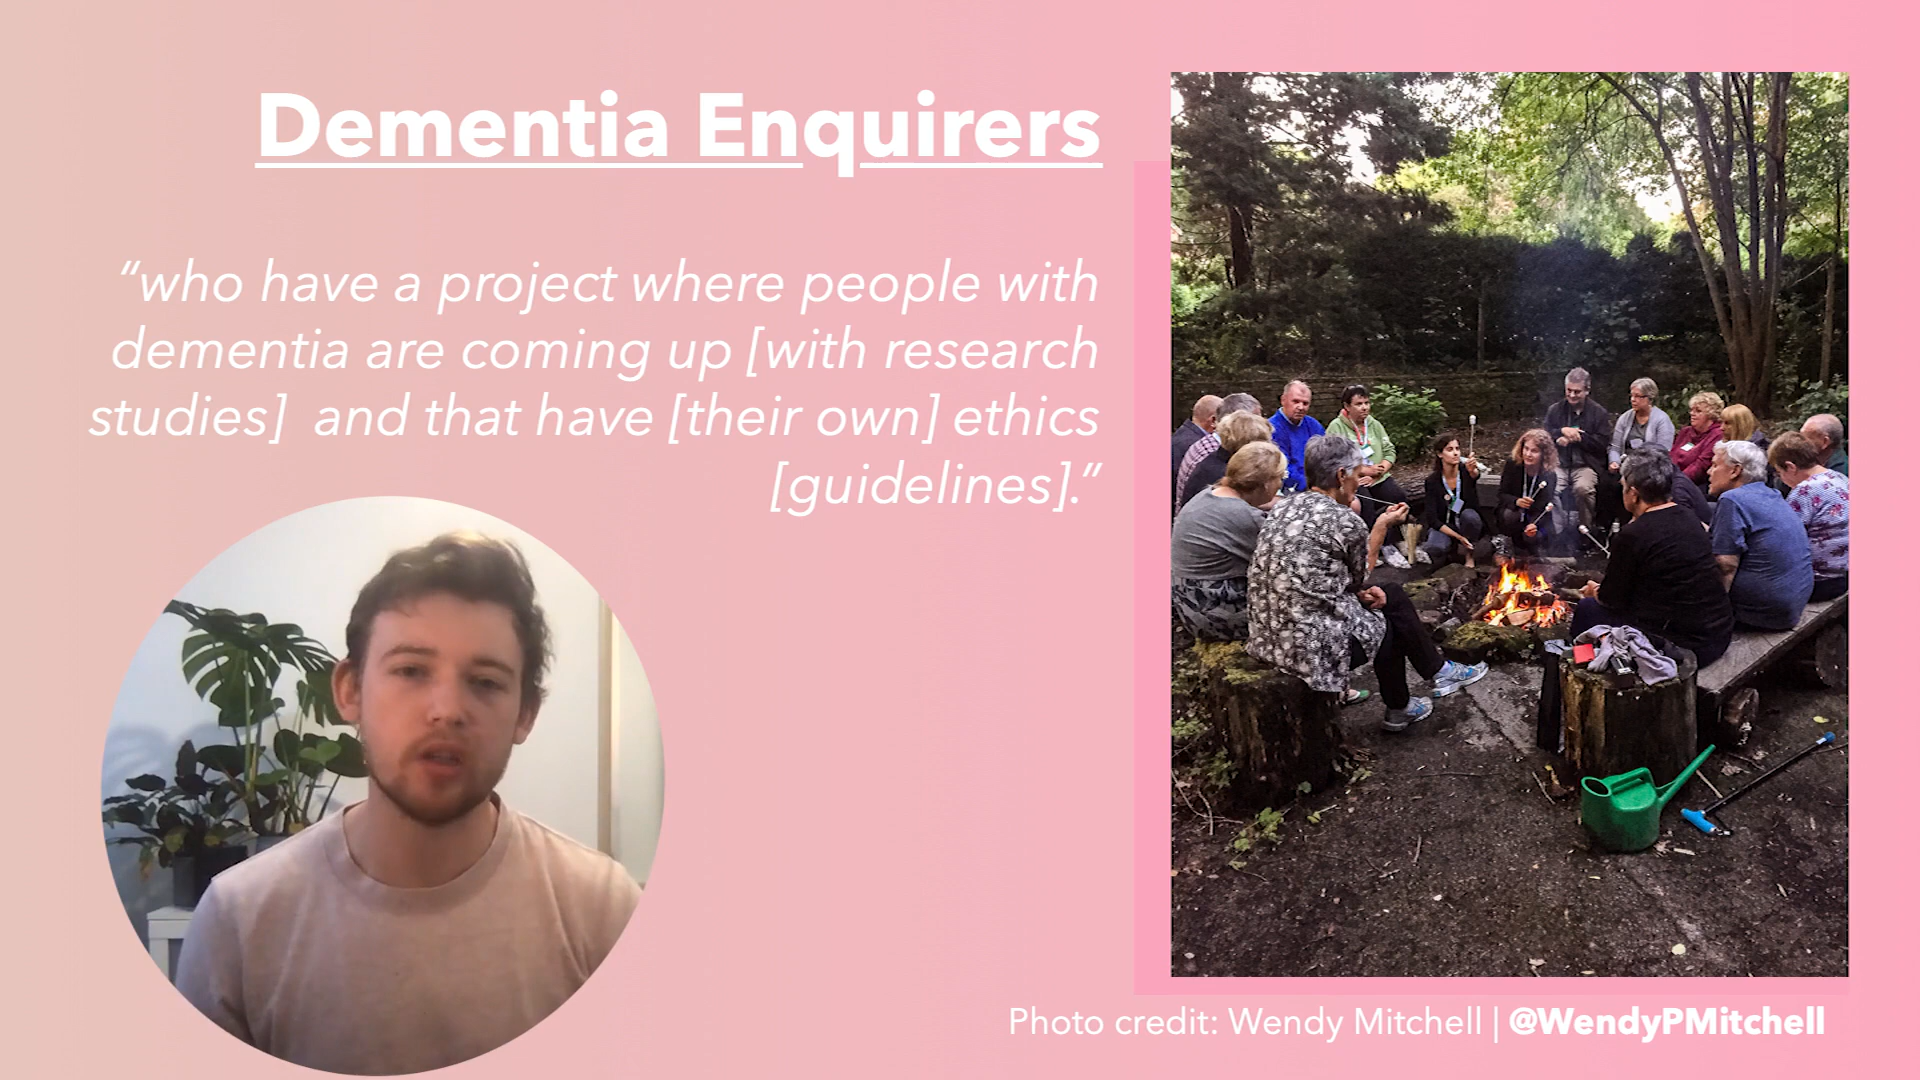 Dementia Enquirers
“who have a project where people with
dementia are coming up [with research
studies]  and that have [their own] ethics
[guidelines].”
Photo credit: Wendy Mitchell | @WendyPMitchell